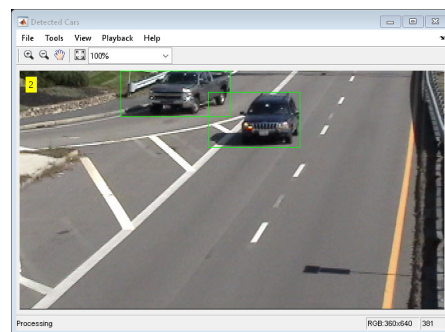 Detected Cars
File Tools View Playback Help
100%
2
Processing RGB:360x640 381